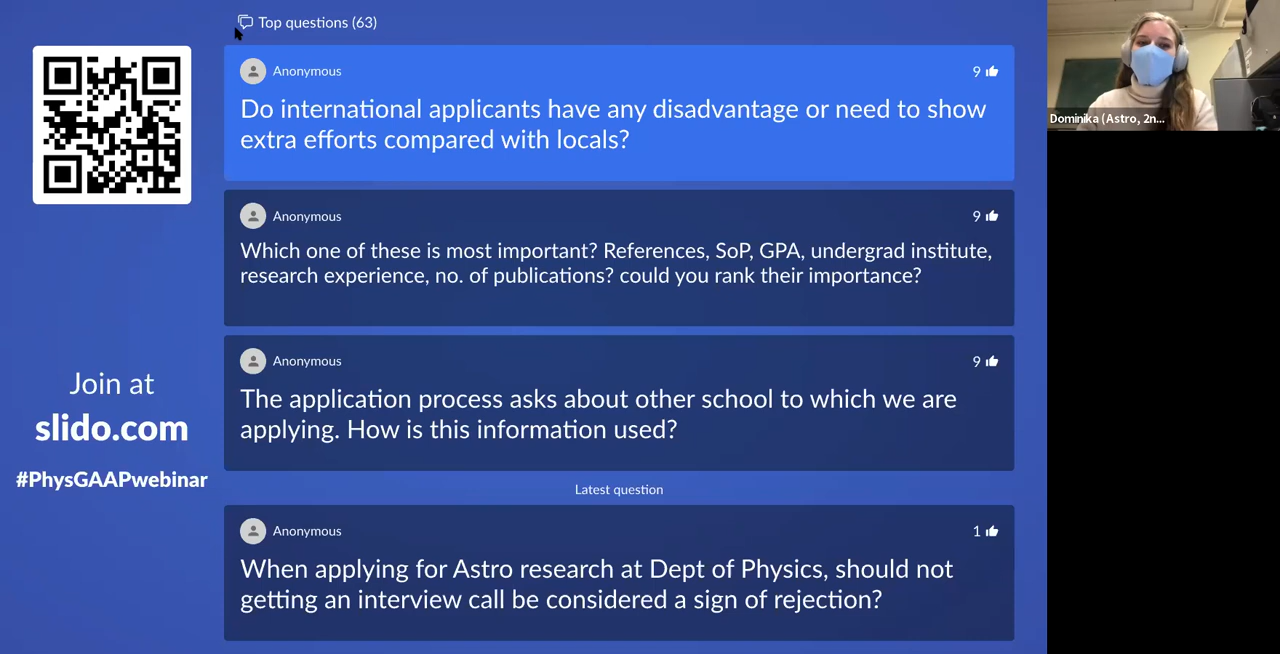 Top questions (63)
Anonymous
9
Do international applicants have any disadvantage or need to show
extra efforts compared with locals?
Anonymous
9
Which one of these is most important? References, SoP, GPA, undergrad institute,
research experience, no. of publications? could you rank their importance?
Anonymous
9
The application process asks about other school to which we are
applying. How is this information used?
Latest question
Anonymous
1
When applying for Astro research at Dept of Physics, should not
getting an interview call be considered a sign of rejection?
Join at
slido.com
#PhysGAAPwebinar
Dominika (Astro, 2n...